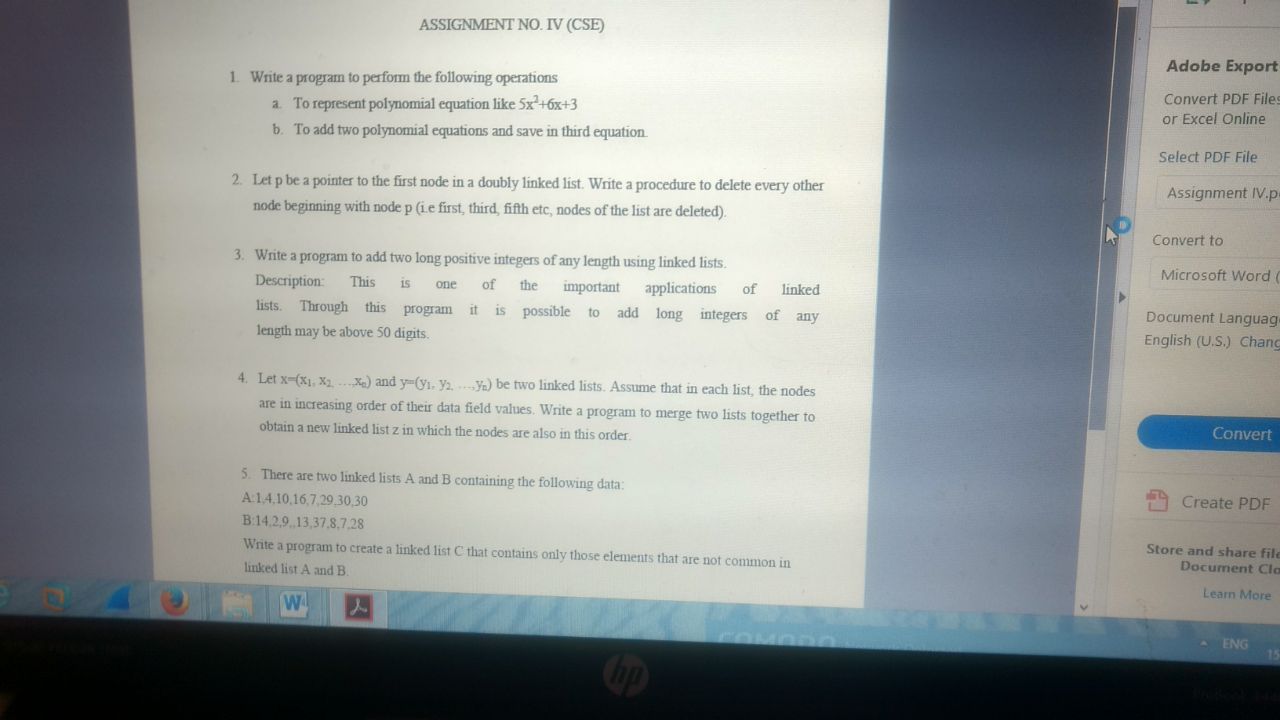 ASSIGNMENT NO. IV (CSE)
1. Write a program to perform the following operations
a. To represent polynomial equation like 5x²+6x+3
b. To add two polynomial equations and save in third equation.
2. Let p be a pointer to the first node in a doubly linked list. Write a procedure to delete every other
node beginning with node p (i.e first, third, fifth etc, nodes of the list are deleted).
3. Write a program to add two long positive integers of any length using linked lists.
Description: This is one of the important applications of linked
lists. Through this program it is possible to add long integers of any
length may be above 50 digits.
4. Let x=(x₁, x₂, ...,xₙ) and y=(y₁, y₂, ...,yₙ) be two linked lists. Assume that in each list, the nodes
are in increasing order of their data field values. Write a program to merge two lists together to
obtain a new linked list z in which the nodes are also in this order.
5. There are two linked lists A and B containing the following data:
A:1,4,10,16,7,29,30,30
B:14,2,9,,13,37,8,7,28
Write a program to create a linked list C that contains only those elements that are not common in
linked list A and B.
Adobe Export
Convert PDF Files
or Excel Online
Select PDF File
Assignment IV.p
Convert to
Microsoft Word (
Document Languag
English (U.S.) Chang
Convert
Create PDF
Store and share file
Document Clo
Learn More
W
COMODO
ENG
15
hp